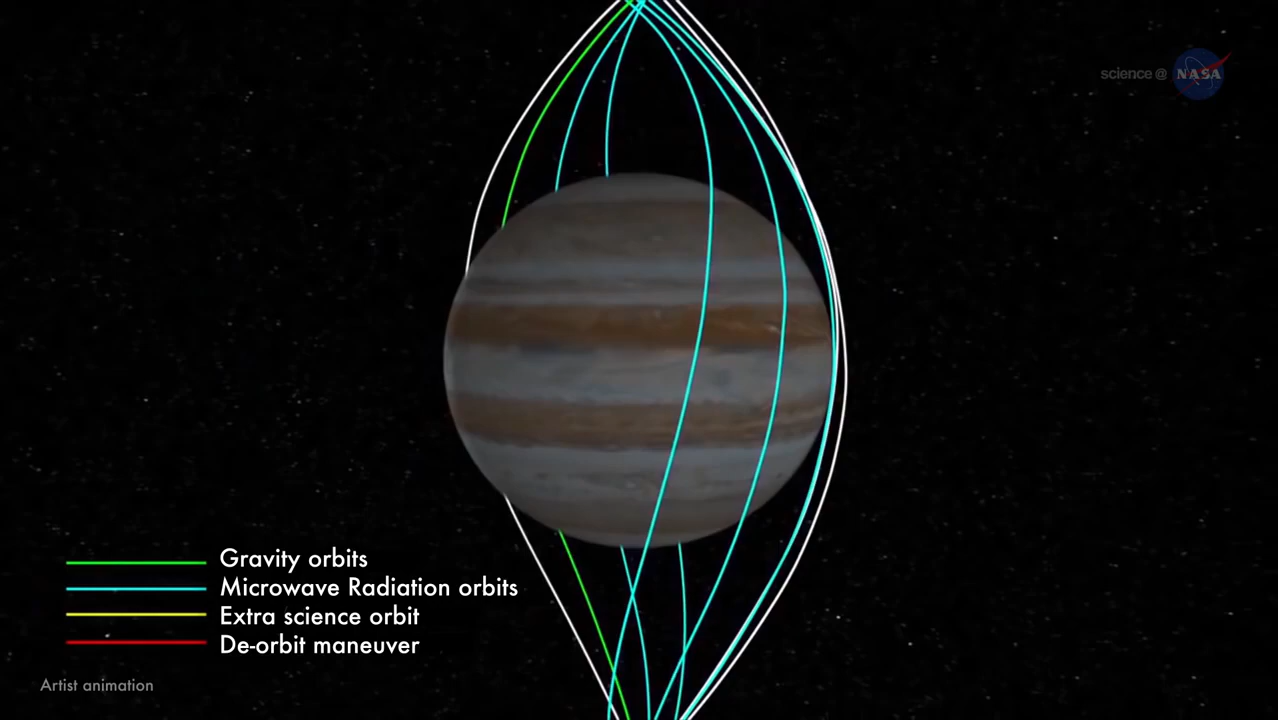 science @ NASA
Gravity orbits
Microwave Radiation orbits
Extra science orbit
De-orbit maneuver
Artist animation